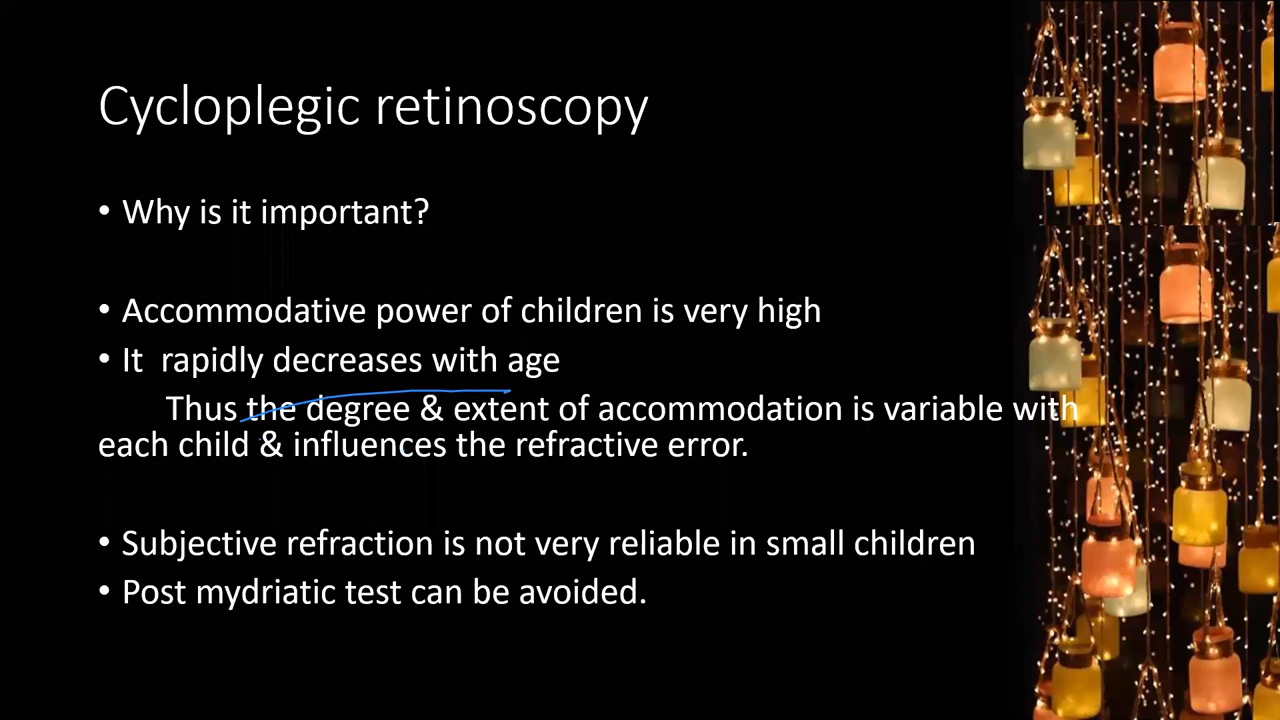 Cycloplegic retinoscopy
• Why is it important?
• Accommodative power of children is very high
• It rapidly decreases with age
Thus the degree & extent of accommodation is variable with
each child & influences the refractive error.
• Subjective refraction is not very reliable in small children
• Post mydriatic test can be avoided.